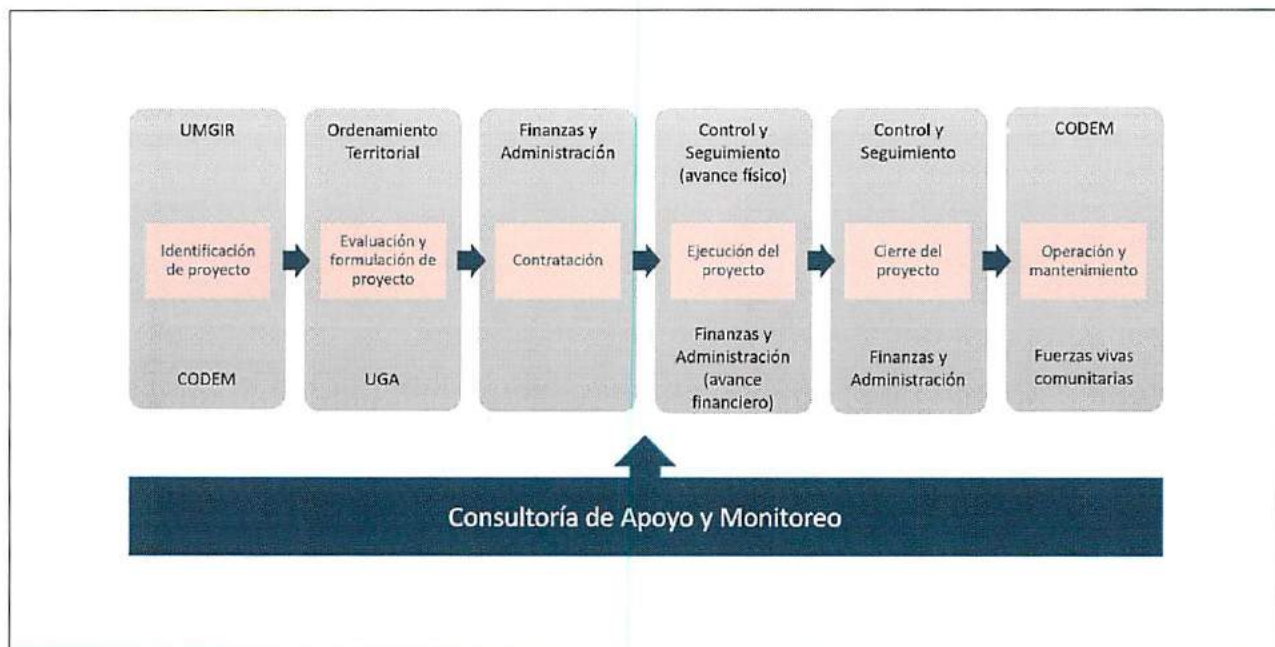 UMGIR
Identificación
de proyecto
CODEM
Ordenamiento
Territorial
Evaluación y
formulación de
proyecto
UGA
Finanzas y
Administración
Contratación
Control y
Seguimiento
(avance físico)
Ejecución del
proyecto
Finanzas y
Administración
(avance
financiero)
Control y
Seguimiento
Cierre del
proyecto
Finanzas y
Administración
CODEM
Operación y
mantenimiento
Fuerzas vivas
comunitarias
Consultoría de Apoyo y Monitoreo